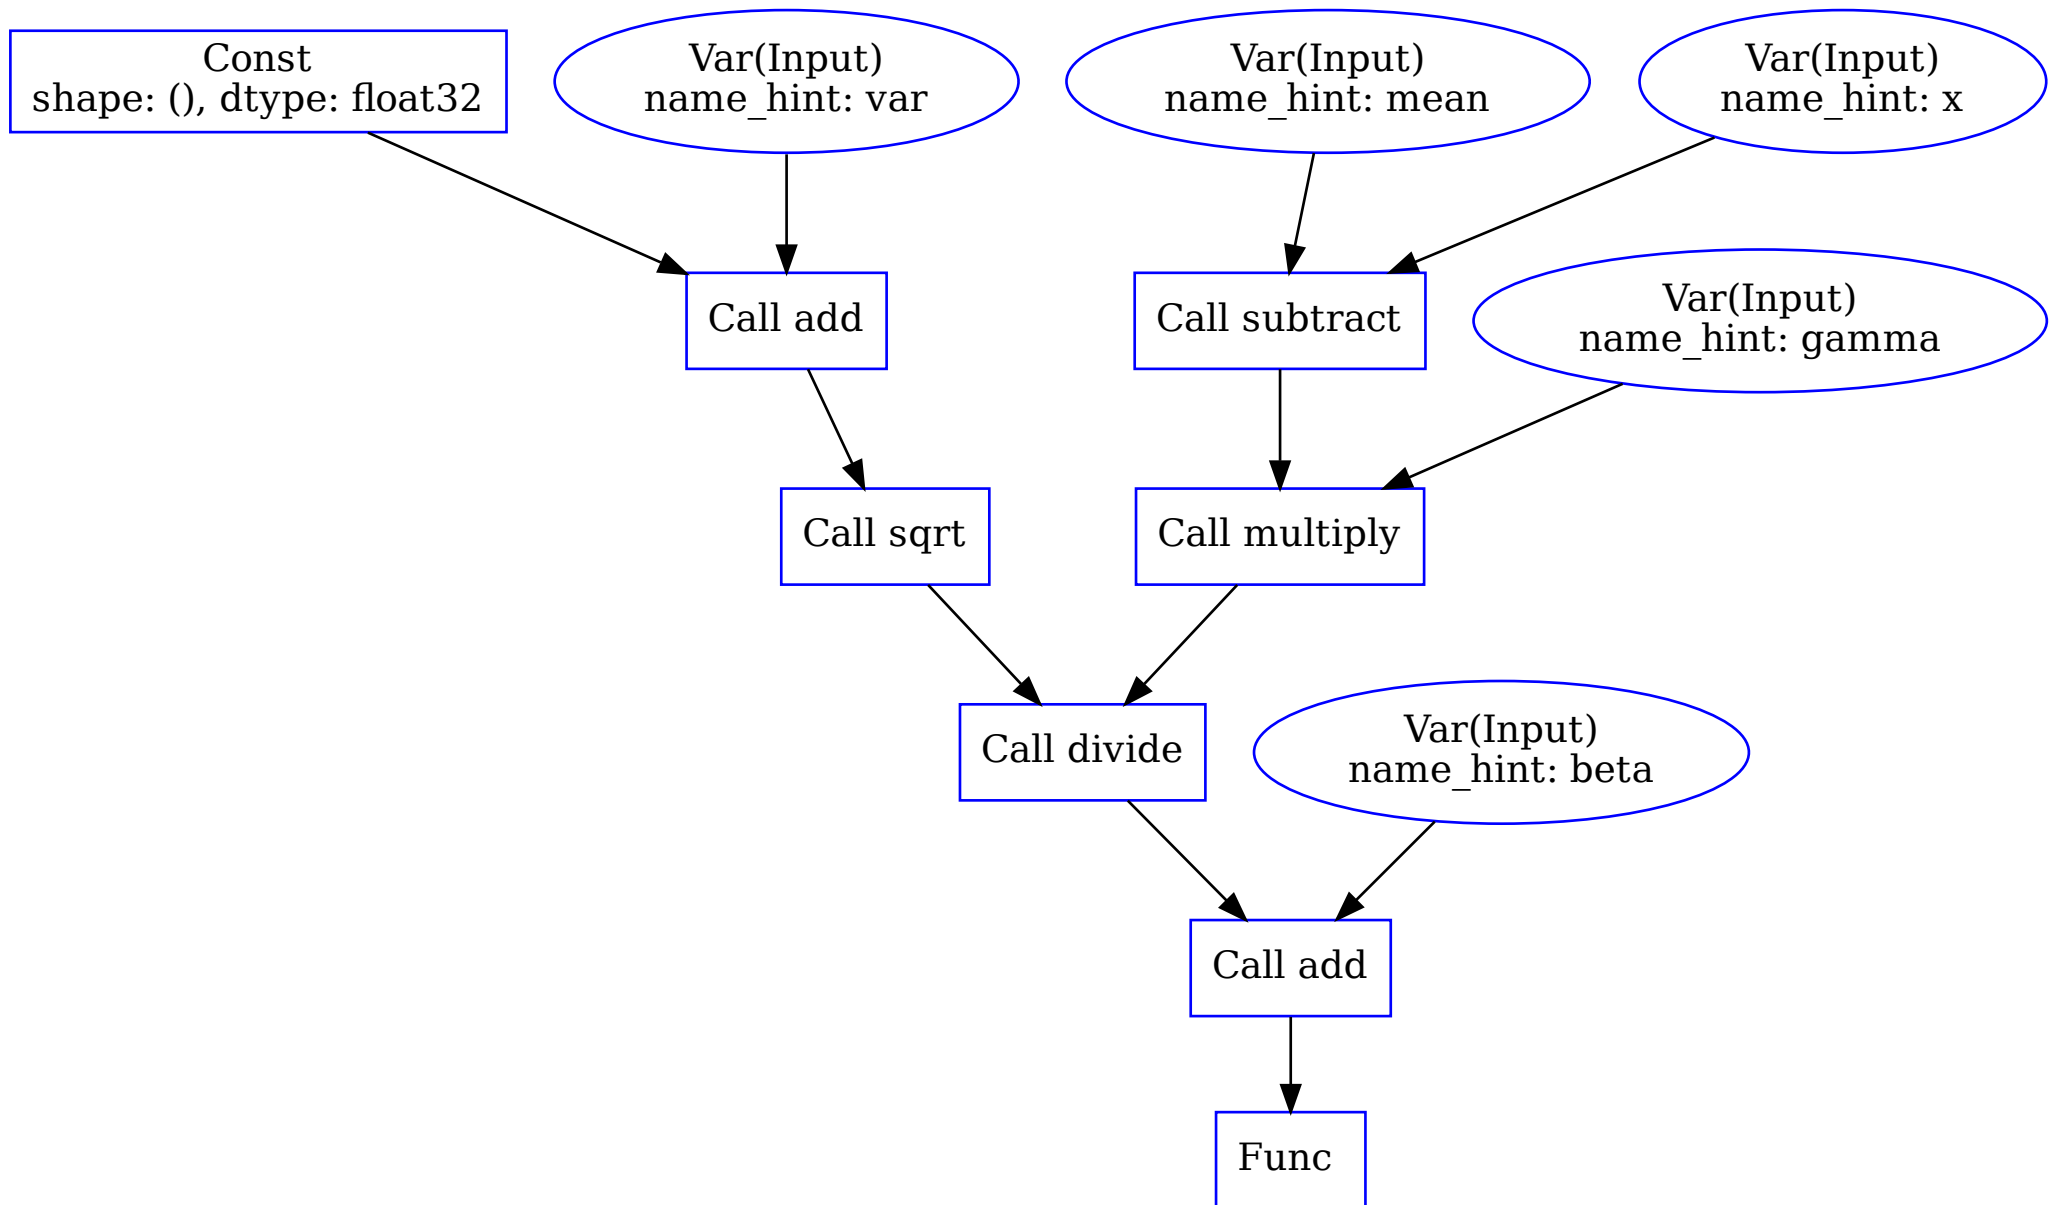 Const
shape: (), dtype: float32
Var(Input)
name_hint: var
Var(Input)
name_hint: mean
Var(Input)
name_hint: x
Call add
Call subtract
Var(Input)
name_hint: gamma
Call sqrt
Call multiply
Call divide
Var(Input)
name_hint: beta
Call add
Func